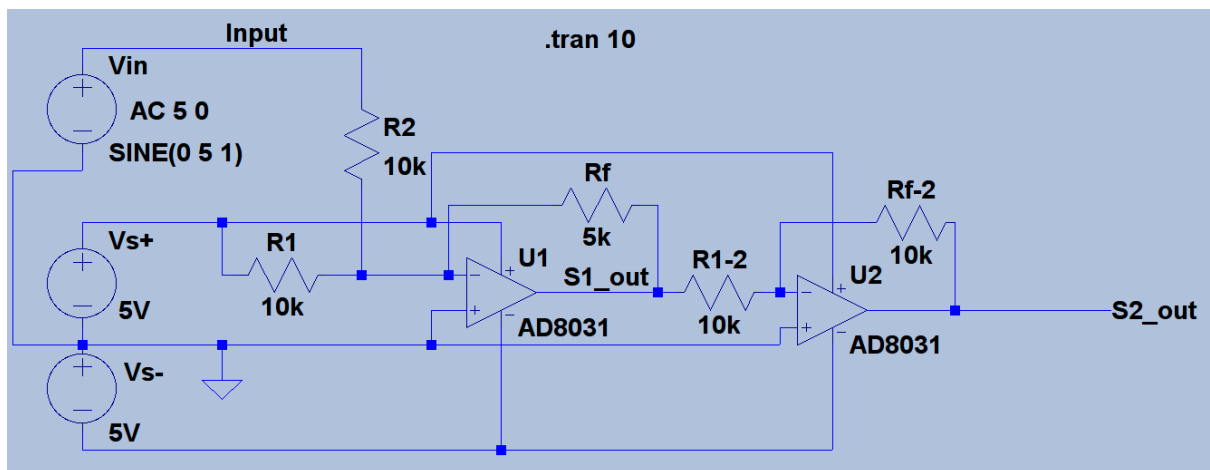 Input
.tran 10
Vin
AC 5 0
SINE(0 5 1)
R2
10k
Rf
5k
Rf-2
10k
Vs+
5V
R1
10k
U1
AD8031
S1_out
R1-2
10k
U2
AD8031
S2_out
Vs-
5V